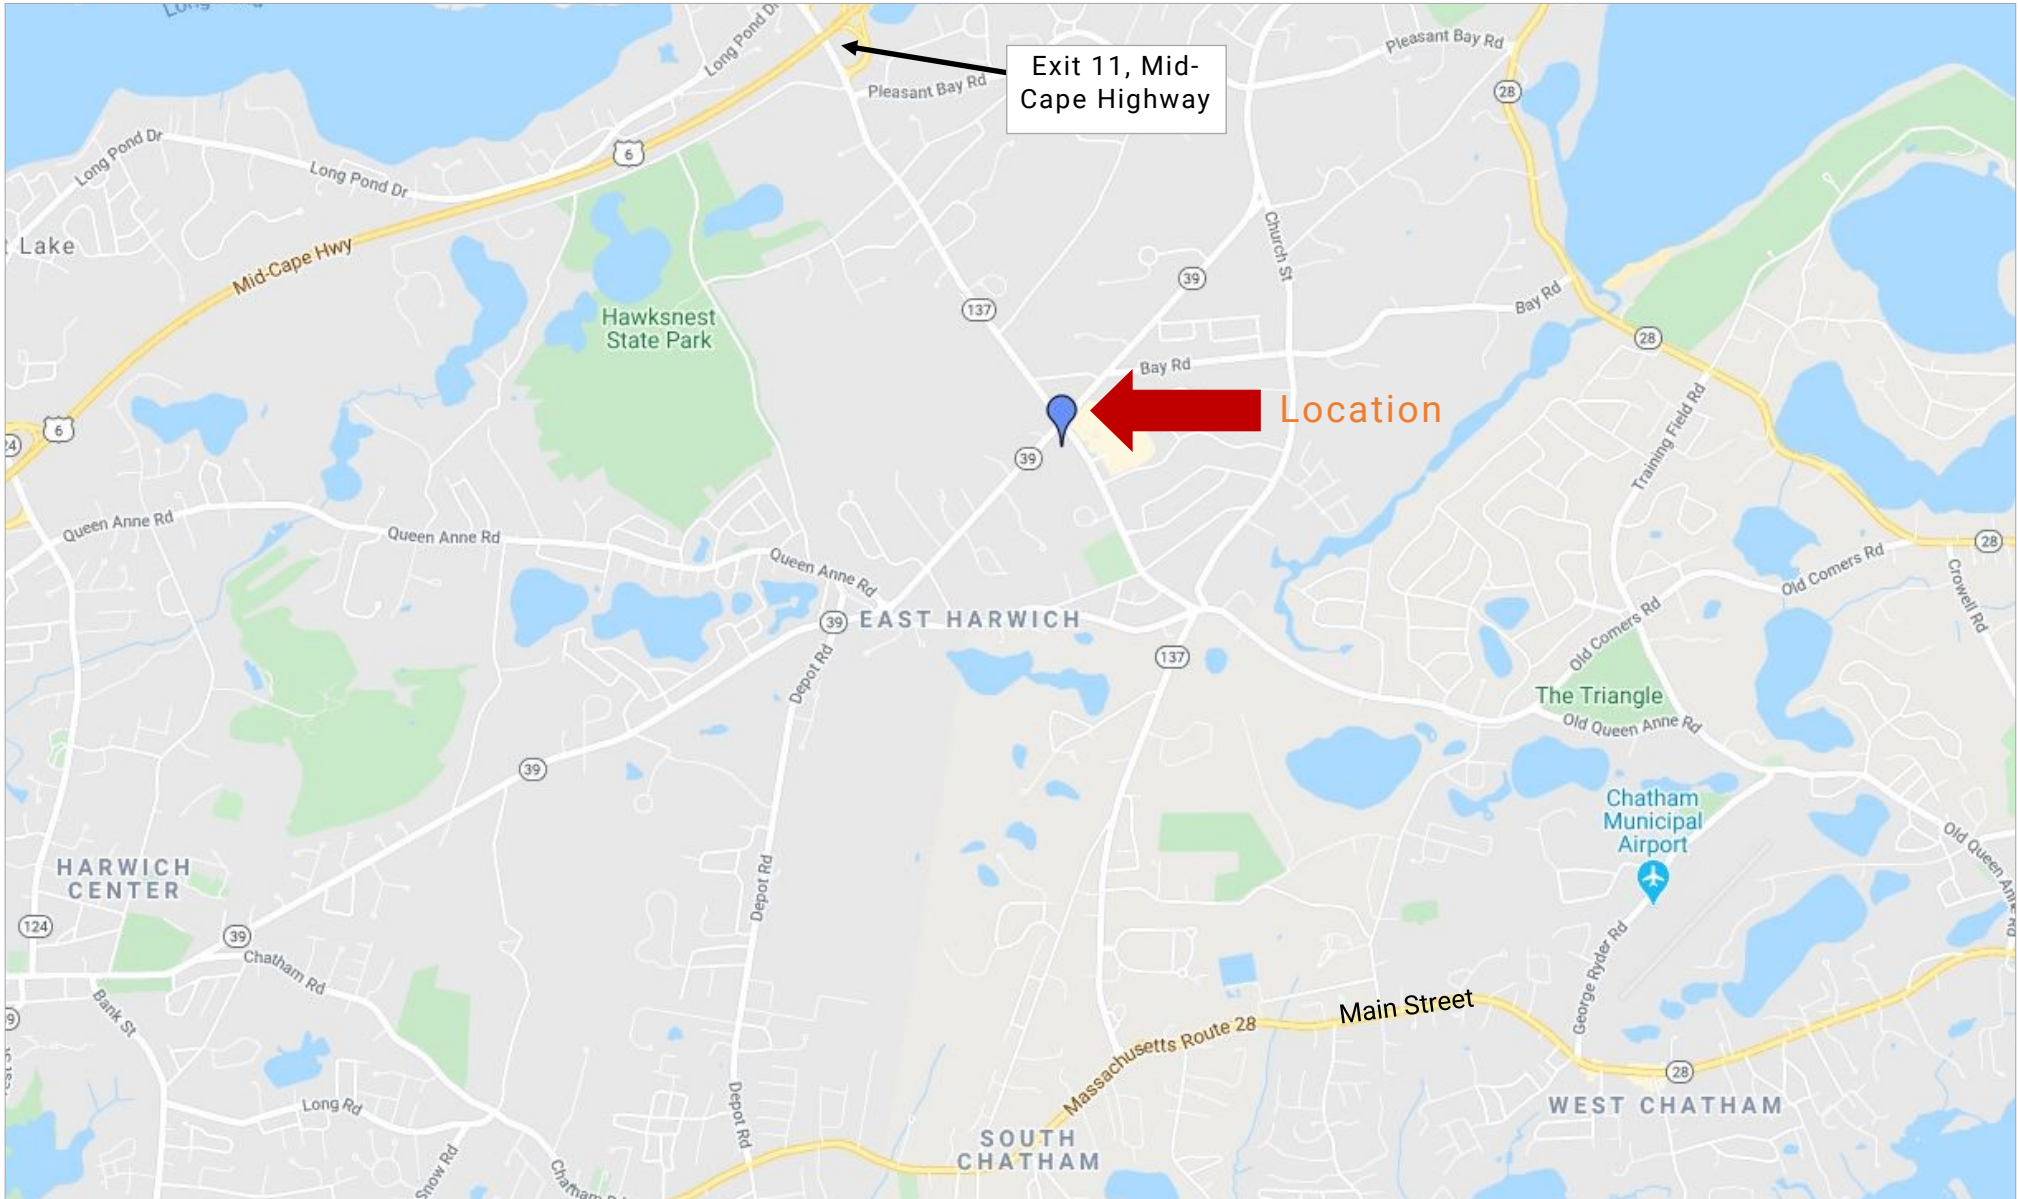 Long Pond Dr
Exit 11, Mid-
Cape Highway
Pleasant Bay Rd
Pleasant Bay Rd
28
Long Pond Dr
Long Pond Dr
6
Lake
Mid-Cape Hwy
Church St
39
137
Hawksnest
State Park
Bay Rd
28
Bay Rd
Location
Training Field Rd
6
39
Queen Anne Rd
Queen Anne Rd
Queen Anne Rd
28
Old Comers Rd
Crowell Rd
Old Comers Rd
39
EAST HARWICH
137
Depot Rd
The Triangle
Old Queen Anne Rd
39
Chatham
Municipal
Airport
Old Queen Anne Rd
HARWICH
CENTER
Depot Rd
124
39
Chatham Rd
George Ryder Rd
Bank St
Main Street
Massachusetts Route 28
28
Long Rd
Depot Rd
WEST CHATHAM
SOUTH
CHATHAM
Snow Rd
Chatham